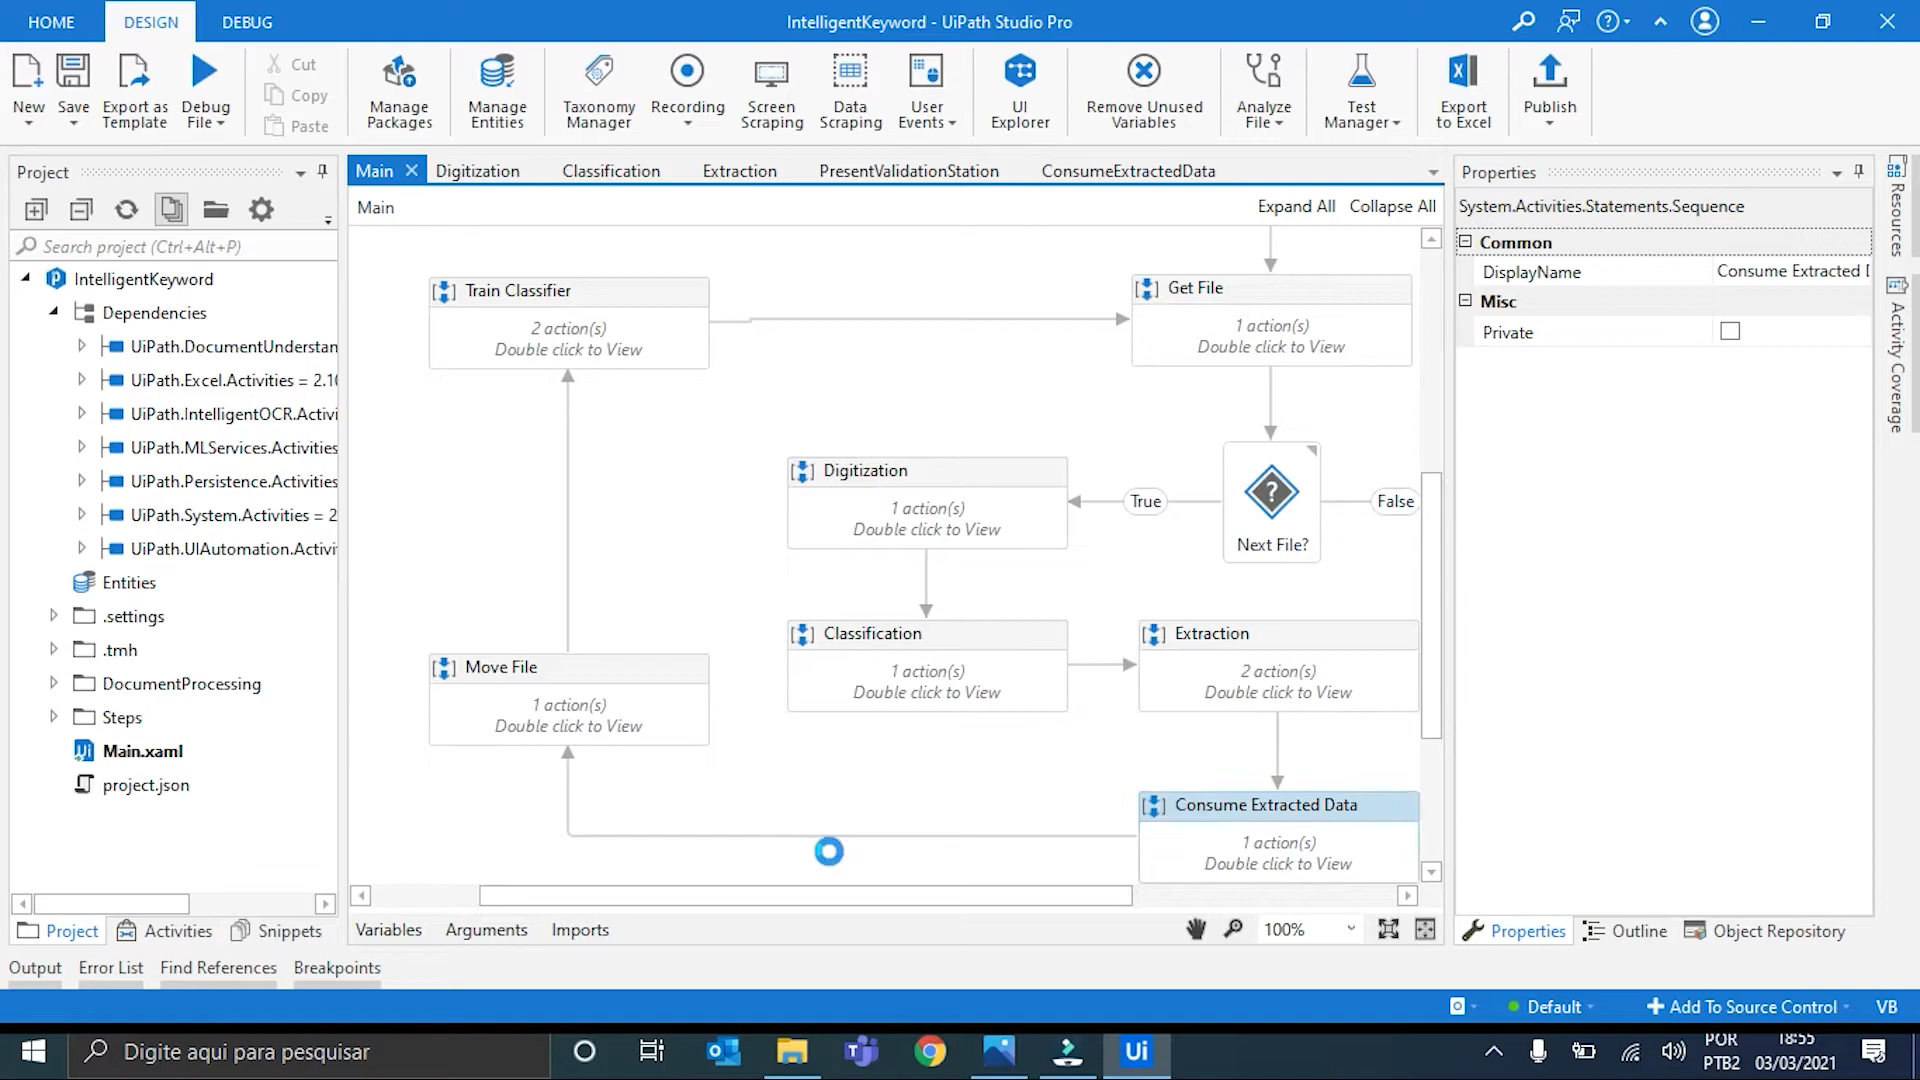 HOME
DESIGN
DEBUG
IntelligentKeyword - UiPath Studio Pro
New
Save
Export as
Template
Debug
File
Cut
Copy
Paste
Manage
Packages
Manage
Entities
Taxonomy
Manager
Recording
Screen
Scraping
Data
Scraping
User
Events
UI
Explorer
Remove Unused
Variables
Analyze
File
Test
Manager
Export
to Excel
Publish
Project
Search project (Ctrl+Alt+P)
IntelligentKeyword
Dependencies
UiPath.DocumentUnderstan
UiPath.Excel.Activities = 2.10
UiPath.IntelligentOCR.Activi
UiPath.MLServices.Activities
UiPath.Persistence.Activities
UiPath.System.Activities = 2
UiPath.UIAutomation.Activi
Entities
.settings
.tmh
DocumentProcessing
Steps
Main.xaml
project.json
Project
Activities
Snippets
Main
Digitization
Classification
Extraction
PresentValidationStation
ConsumeExtractedData
Main
Expand All
Collapse All
Train Classifier
2 action(s)
Double click to View
Get File
1 action(s)
Double click to View
Digitization
1 action(s)
Double click to View
True
False
Next File?
Classification
1 action(s)
Double click to View
Extraction
2 action(s)
Double click to View
Move File
1 action(s)
Double click to View
Consume Extracted Data
1 action(s)
Double click to View
Variables
Arguments
Imports
100%
Properties
System.Activities.Statements.Sequence
Common
DisplayName
Consume Extracted D
Misc
Private
Properties
Outline
Object Repository
Resources
Activity Coverage
Output
Error List
Find References
Breakpoints
Default
Add To Source Control
VB
Digite aqui para pesquisar
Ui
POR
PTB2
18:55
03/03/2021